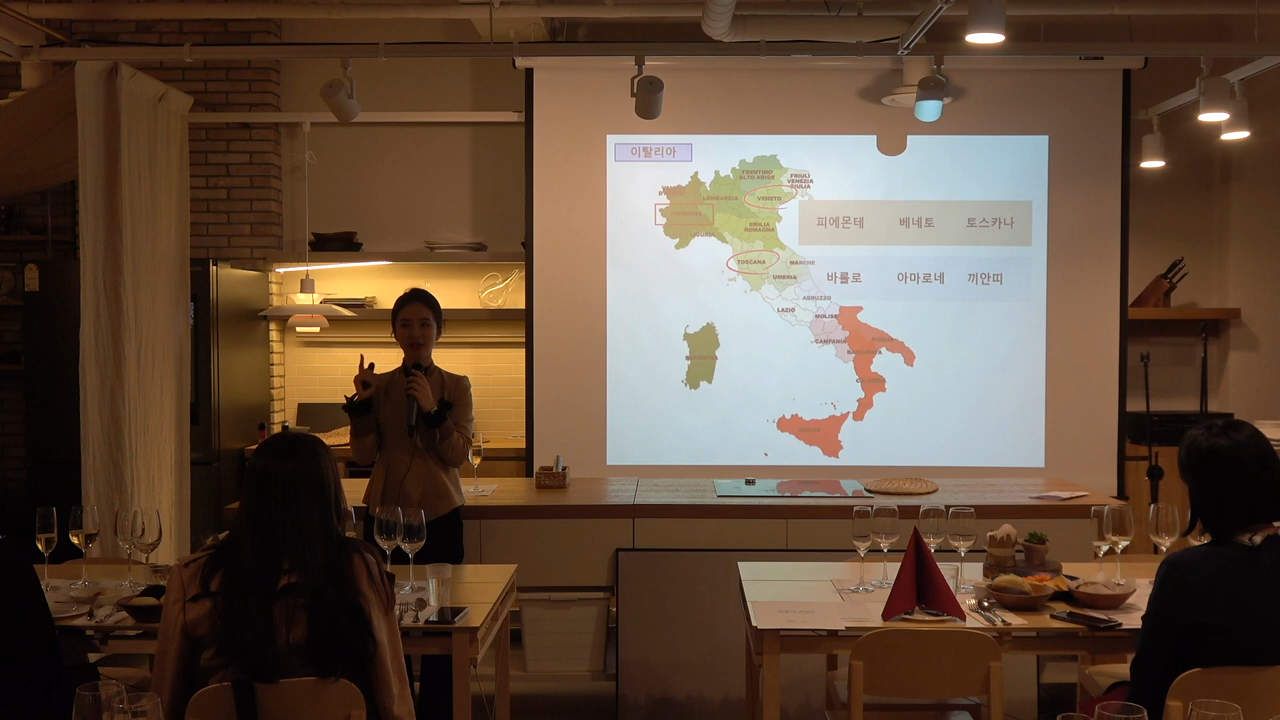 이탈리아
TRENTINO
ALTO ADIGE
FRIULI
VENEZIA
GIULIA
LOMBARDIA
VENETO
PIEMONTE
EMILIA
ROMAGNA
LIGURIA
피에몬테 베네토 토스카나
TOSCANA
MARCHE
UMBRIA
바롤로 아마로네 끼안띠
ABRUZZO
LAZIO
MOLISE
CAMPANIA